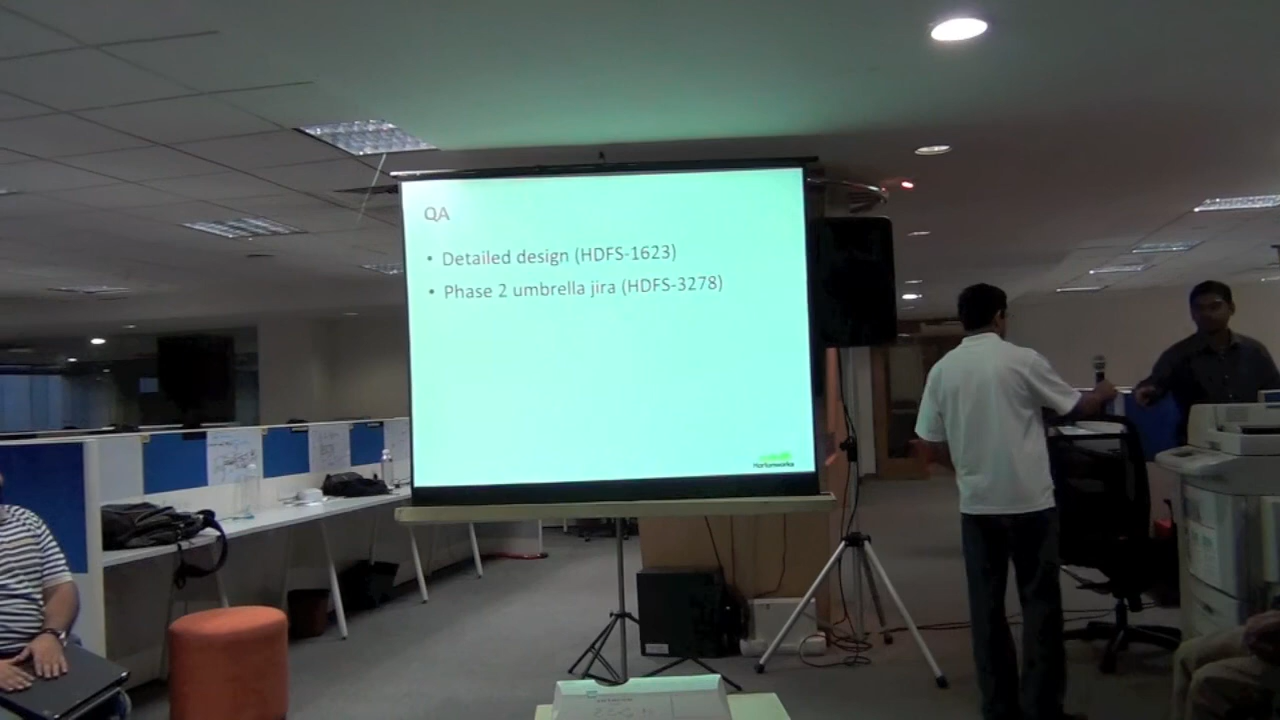 QA
• Detailed design (HDFS-1623)
• Phase 2 umbrella jira (HDFS-3278)
Hortonworks